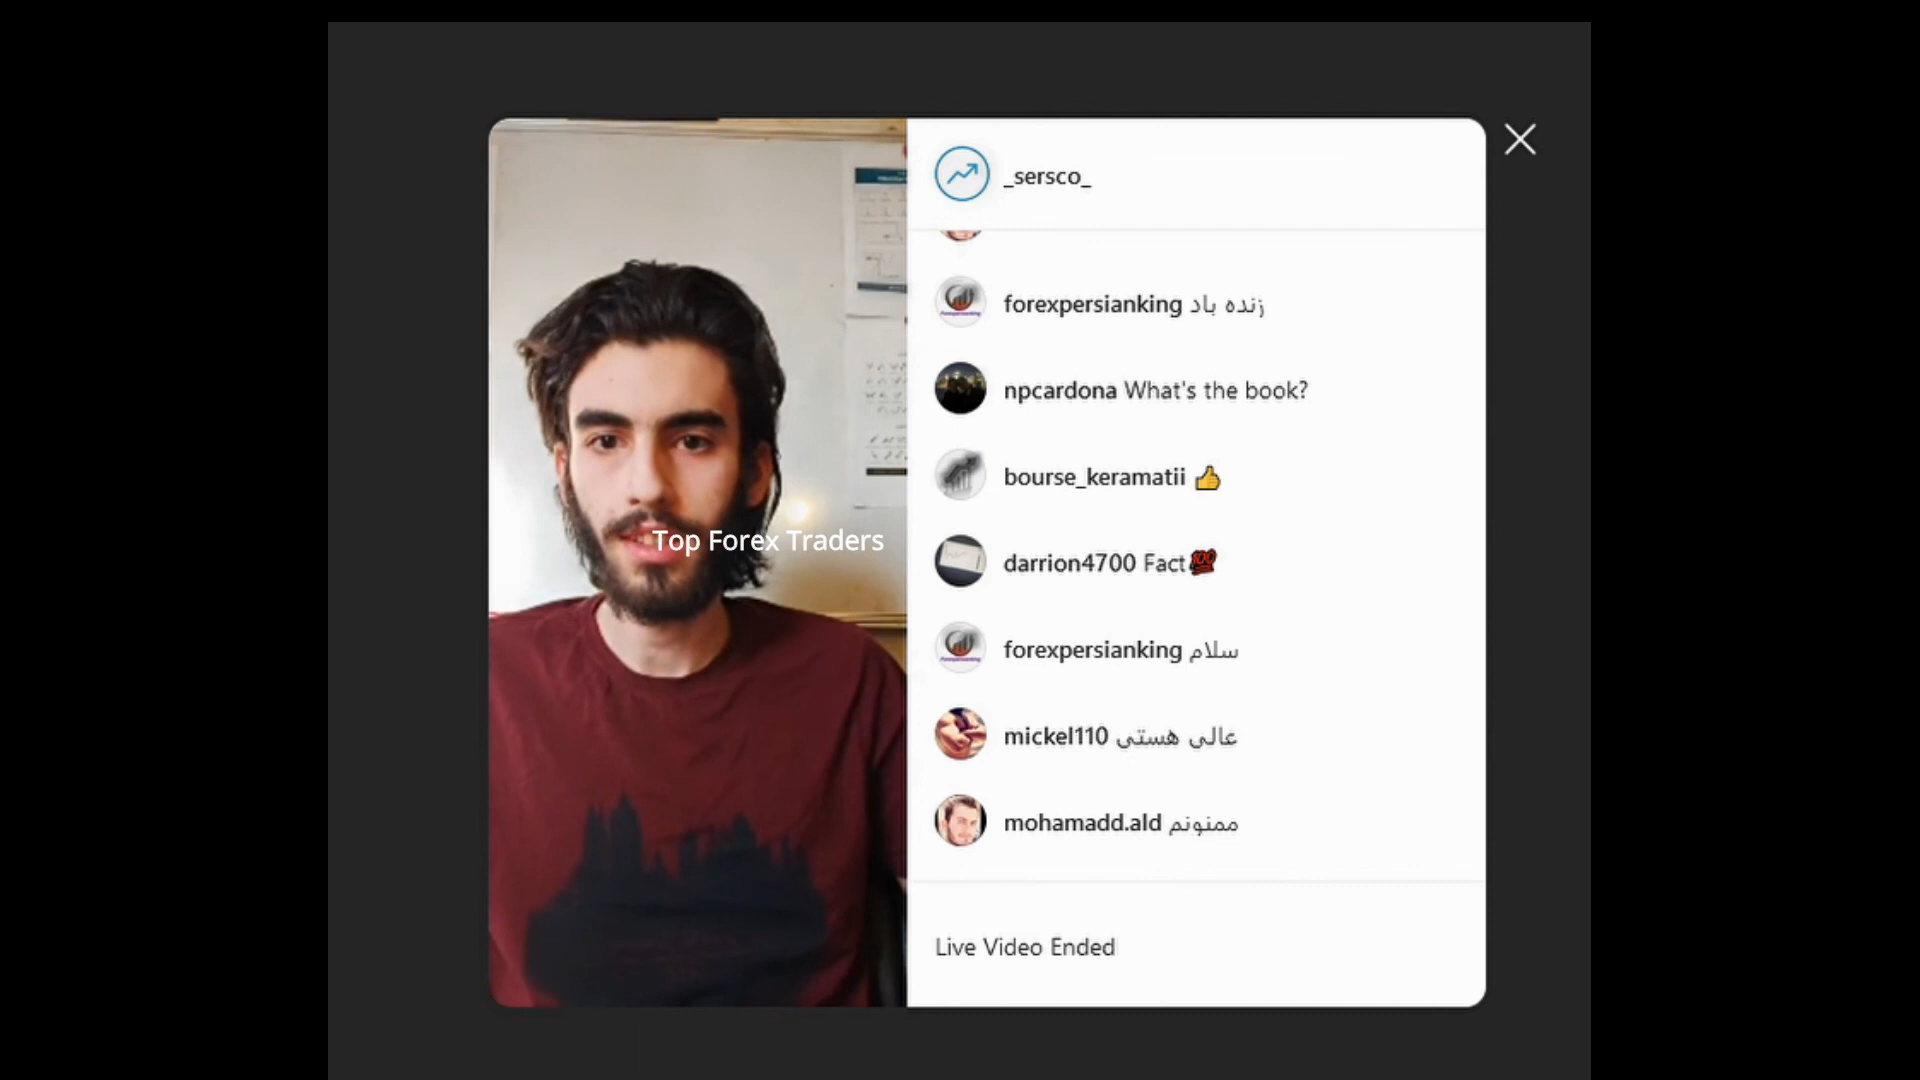 _sersco_
forexpersianking زنده باد
npcardona What's the book?
bourse_keramatii 👍
darrion4700 Fact💯
forexpersianking سلام
mickel110 عالی هستی
mohamadd.ald ممنونم
Live Video Ended
Top Forex Traders